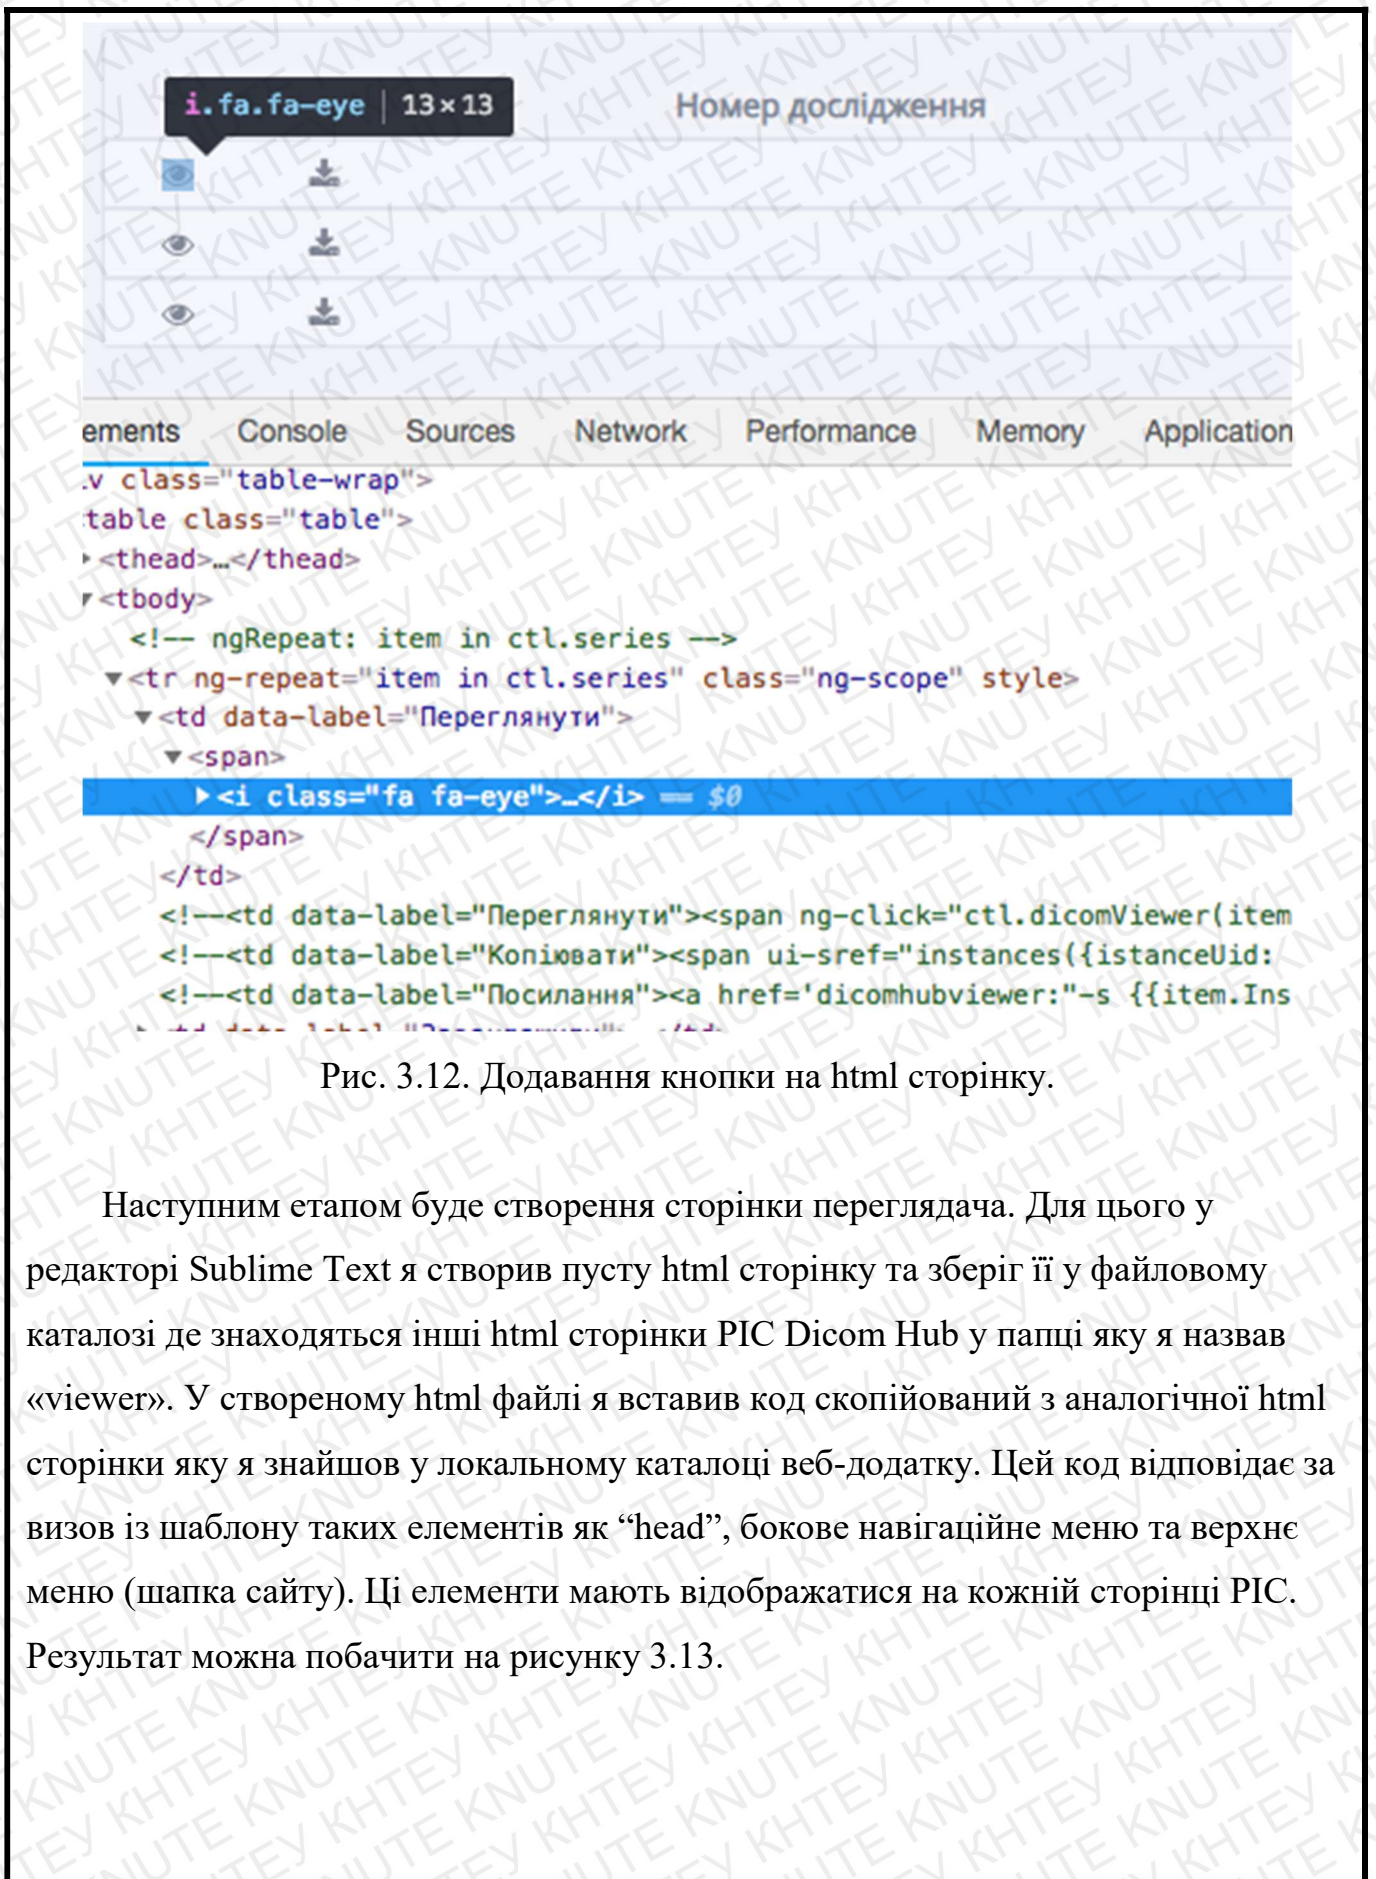 i.fa.fa-eye | 13×13
Номер дослідження
ements Console Sources Network Performance Memory Application
v class="table-wrap">
table class="table">
<thead>…</thead>
<tbody>
<!-- ngRepeat: item in ctl.series -->
<tr ng-repeat="item in ctl.series" class="ng-scope" style>
<td data-label="Переглянути">
<span>
<i class="fa fa-eye">…</i> == $0
</span>
</td>
<!--<td data-label="Переглянути"><span ng-click="ctl.dicomViewer(item
<!--<td data-label="Копіювати"><span ui-sref="instances({istanceUid:
<!--<td data-label="Посилання"><a href='dicomhubviewer:"-s {{item.Ins
Рис. 3.12. Додавання кнопки на html сторінку.
Наступним етапом буде створення сторінки переглядача. Для цього у
редакторі Sublime Text я створив пусту html сторінку та зберіг її у файловому
каталозі де знаходяться інші html сторінки РІС Dicom Hub у папці яку я назвав
«viewer». У створеному html файлі я вставив код скопійований з аналогічної html
сторінки яку я знайшов у локальному каталоці веб-додатку. Цей код відповідає за
визов із шаблону таких елементів як “head”, бокове навігаційне меню та верхнє
меню (шапка сайту). Ці елементи мають відображатися на кожній сторінці РІС.
Результат можна побачити на рисунку 3.13.